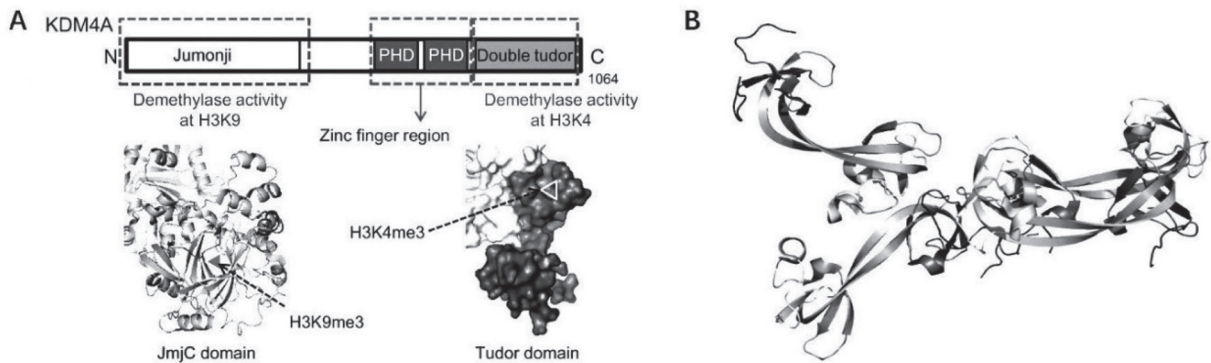 A
KDM4A
N
Jumonji
PHD
PHD
Double tudor
C
1064
Demethylase activity
at H3K9
Zinc finger region
Demethylase activity
at H3K4
H3K4me3
H3K9me3
JmjC domain
Tudor domain
B